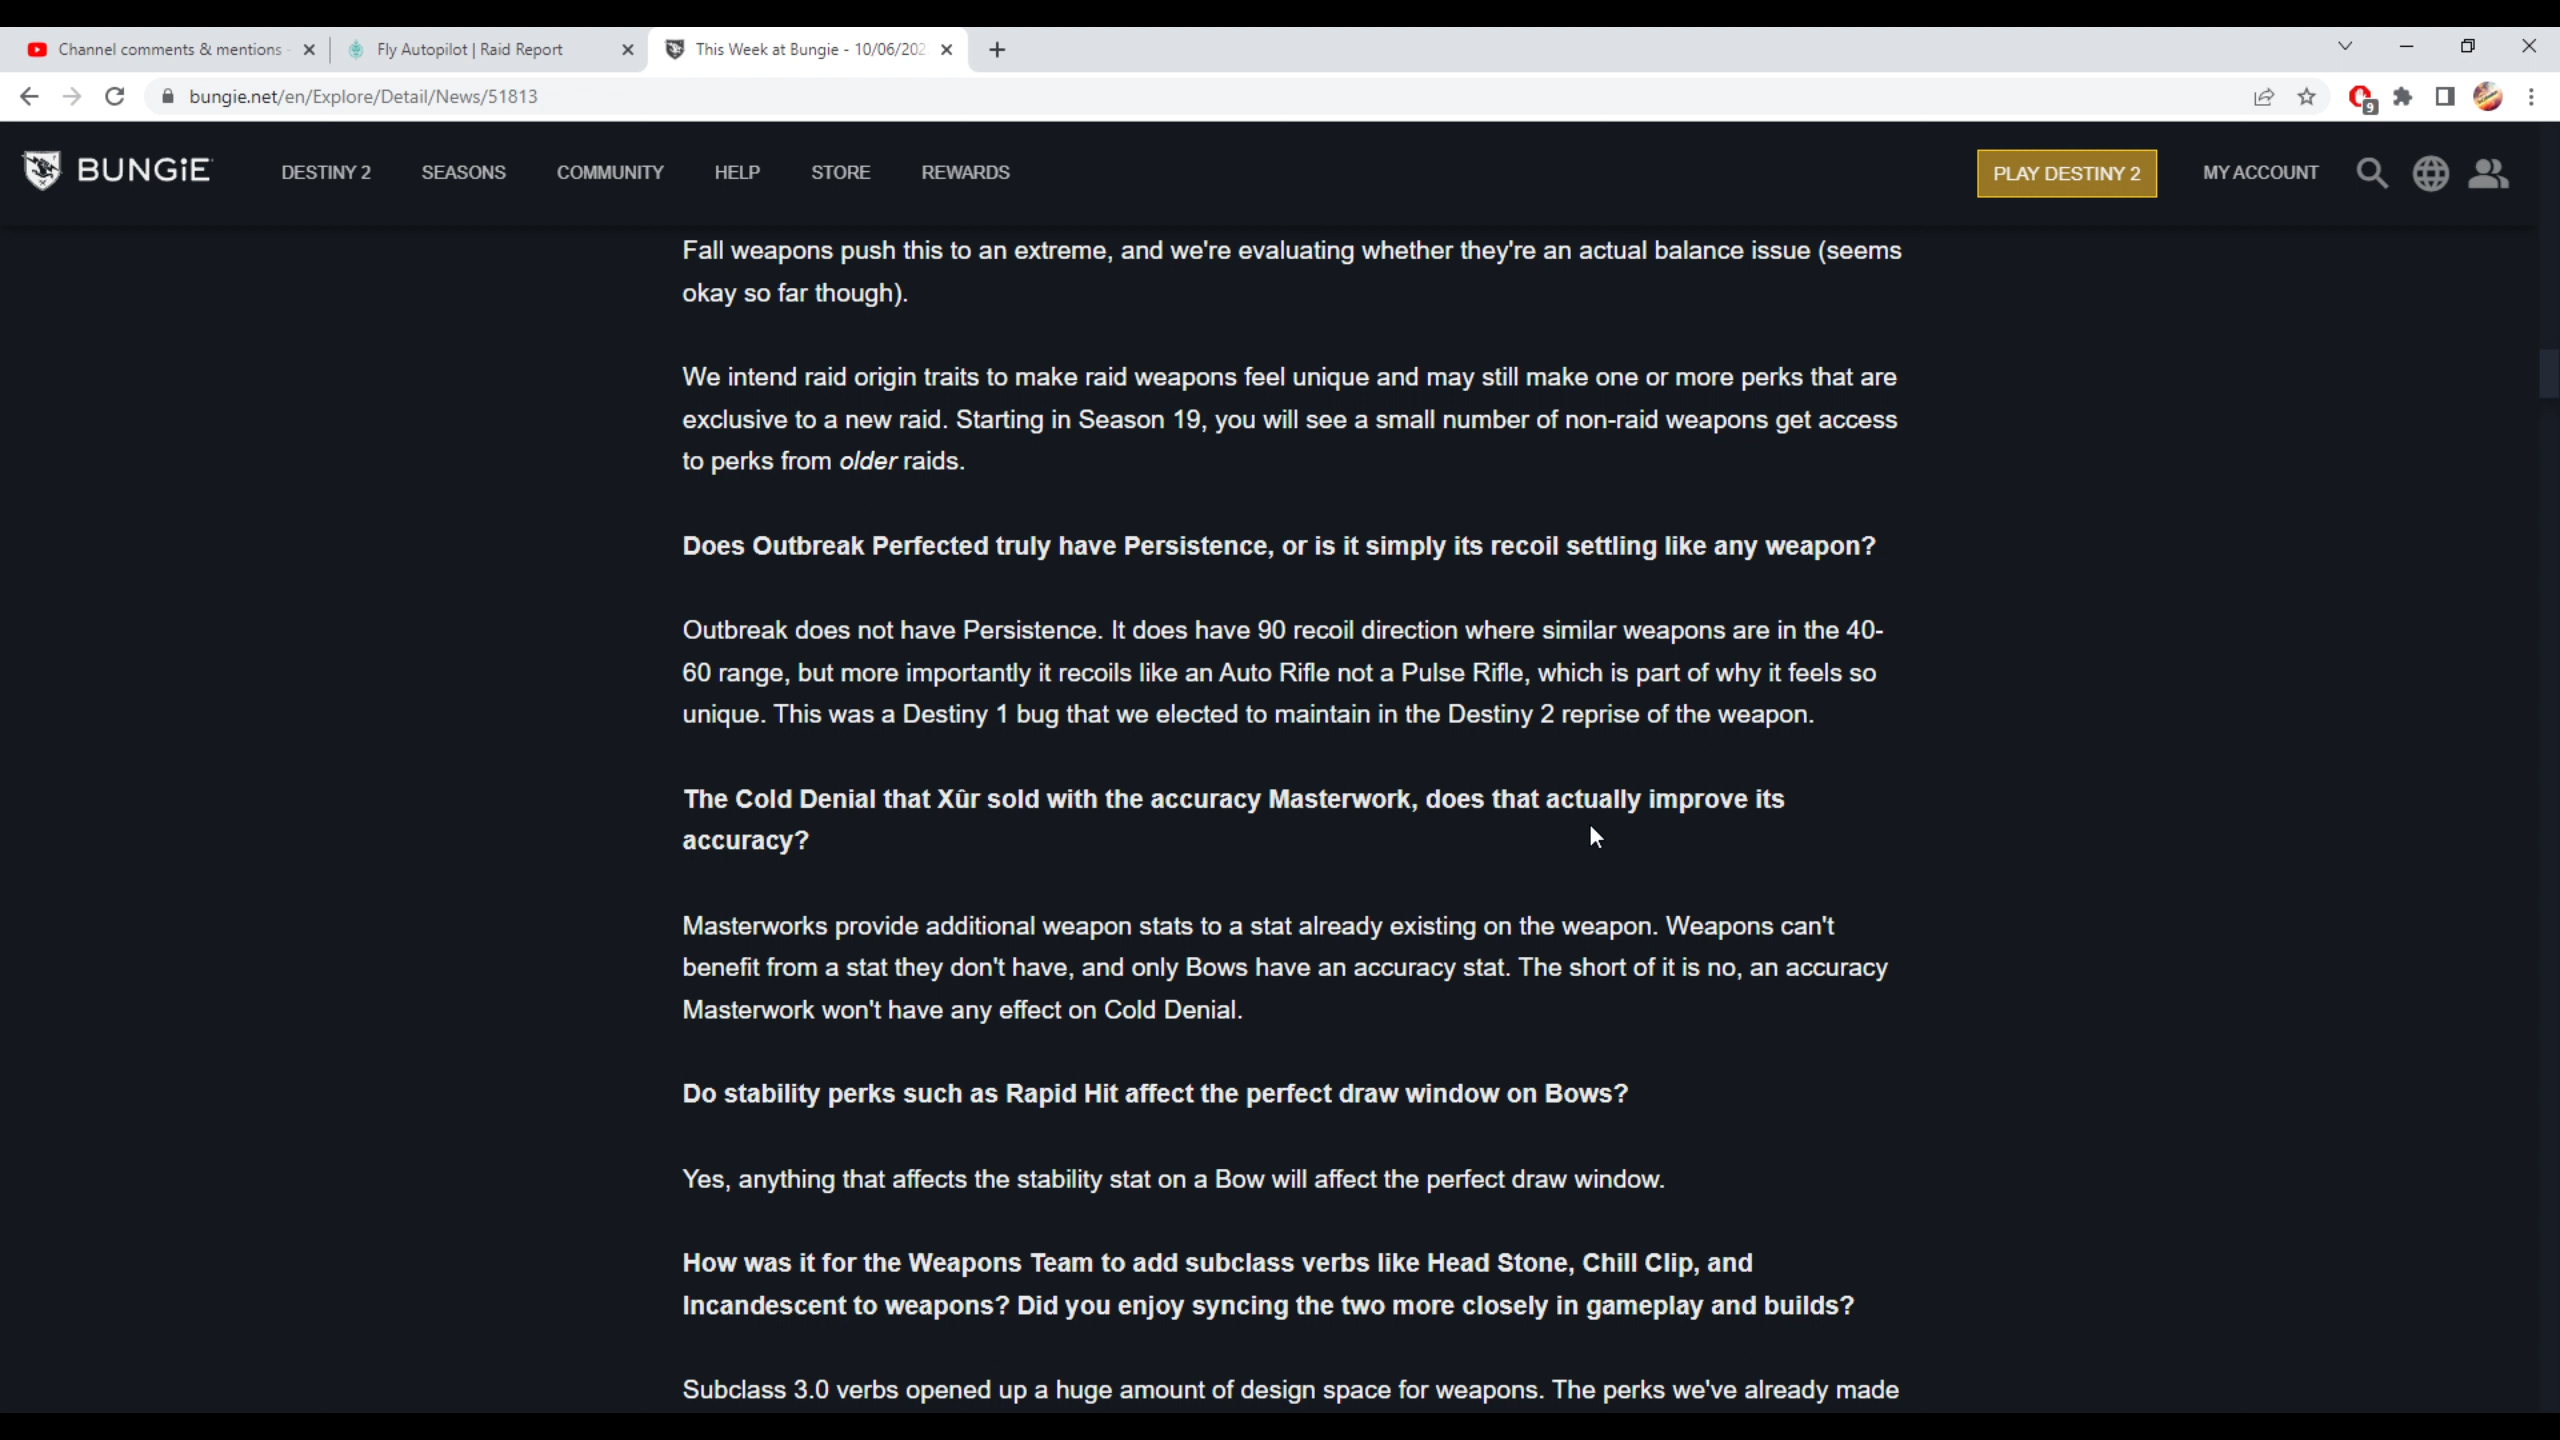 Channel comments & mentions
Fly Autopilot | Raid Report
This Week at Bungie - 10/06/202
bungie.net/en/Explore/Detail/News/51813
9
BUNGiE
DESTINY 2
SEASONS
COMMUNITY
HELP
STORE
REWARDS
PLAY DESTINY 2
MY ACCOUNT
Fall weapons push this to an extreme, and we're evaluating whether they're an actual balance issue (seems
okay so far though).
We intend raid origin traits to make raid weapons feel unique and may still make one or more perks that are
exclusive to a new raid. Starting in Season 19, you will see a small number of non-raid weapons get access
to perks from older raids.
Does Outbreak Perfected truly have Persistence, or is it simply its recoil settling like any weapon?
Outbreak does not have Persistence. It does have 90 recoil direction where similar weapons are in the 40-
60 range, but more importantly it recoils like an Auto Rifle not a Pulse Rifle, which is part of why it feels so
unique. This was a Destiny 1 bug that we elected to maintain in the Destiny 2 reprise of the weapon.
The Cold Denial that Xûr sold with the accuracy Masterwork, does that actually improve its
accuracy?
Masterworks provide additional weapon stats to a stat already existing on the weapon. Weapons can't
benefit from a stat they don't have, and only Bows have an accuracy stat. The short of it is no, an accuracy
Masterwork won't have any effect on Cold Denial.
Do stability perks such as Rapid Hit affect the perfect draw window on Bows?
Yes, anything that affects the stability stat on a Bow will affect the perfect draw window.
How was it for the Weapons Team to add subclass verbs like Head Stone, Chill Clip, and
Incandescent to weapons? Did you enjoy syncing the two more closely in gameplay and builds?
Subclass 3.0 verbs opened up a huge amount of design space for weapons. The perks we've already made